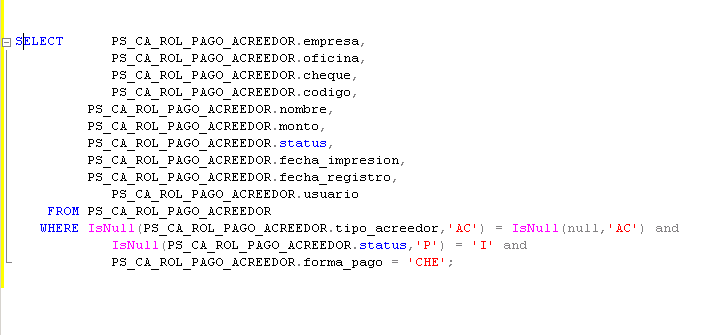 SELECT PS_CA_ROL_PAGO_ACREEDOR.empresa,
PS_CA_ROL_PAGO_ACREEDOR.oficina,
PS_CA_ROL_PAGO_ACREEDOR.cheque,
PS_CA_ROL_PAGO_ACREEDOR.codigo,
PS_CA_ROL_PAGO_ACREEDOR.nombre,
PS_CA_ROL_PAGO_ACREEDOR.monto,
PS_CA_ROL_PAGO_ACREEDOR.status,
PS_CA_ROL_PAGO_ACREEDOR.fecha_impresion,
PS_CA_ROL_PAGO_ACREEDOR.fecha_registro,
PS_CA_ROL_PAGO_ACREEDOR.usuario
FROM PS_CA_ROL_PAGO_ACREEDOR
WHERE IsNull(PS_CA_ROL_PAGO_ACREEDOR.tipo_acreedor,'AC') = IsNull(null,'AC') and
IsNull(PS_CA_ROL_PAGO_ACREEDOR.status,'P') = 'I' and
PS_CA_ROL_PAGO_ACREEDOR.forma_pago = 'CHE';